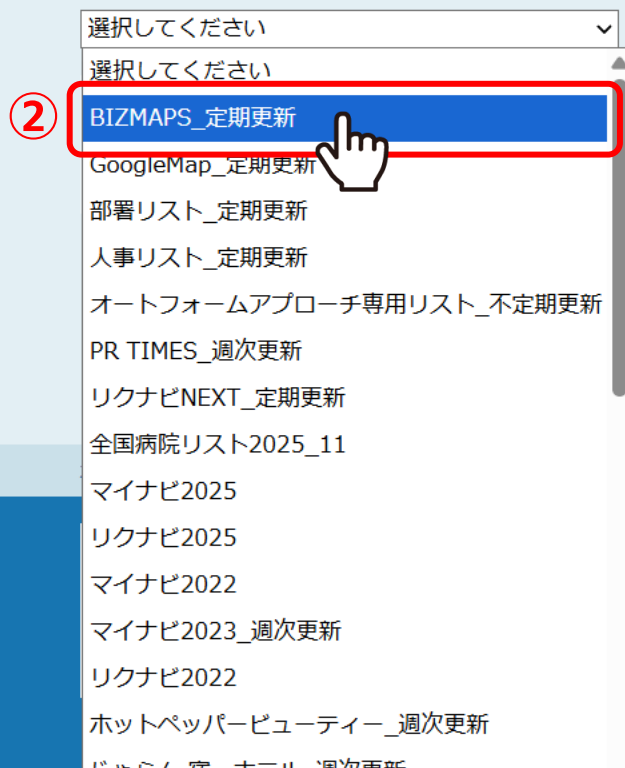 選択してください
選択してください
②
BIZMAPS_定期更新
GoogleMap_定期更新
部署リスト_定期更新
人事リスト_定期更新
オートフォームアプローチ専用リスト_不定期更新
PR TIMES_週次更新
リクナビNEXT_定期更新
全国病院リスト2025_11
マイナビ2025
リクナビ2025
マイナビ2022
マイナビ2023_週次更新
リクナビ2022
ホットペッパービューティー_週次更新